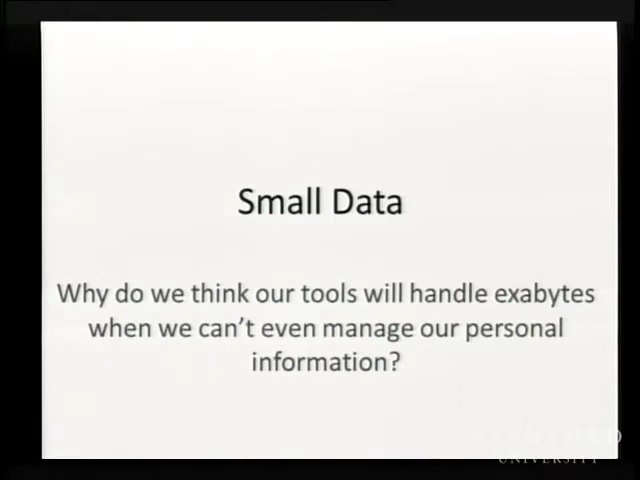 Small Data
Why do we think our tools will handle exabytes
when we can't even manage our personal
information?
STANFORD
UNIVERSITY